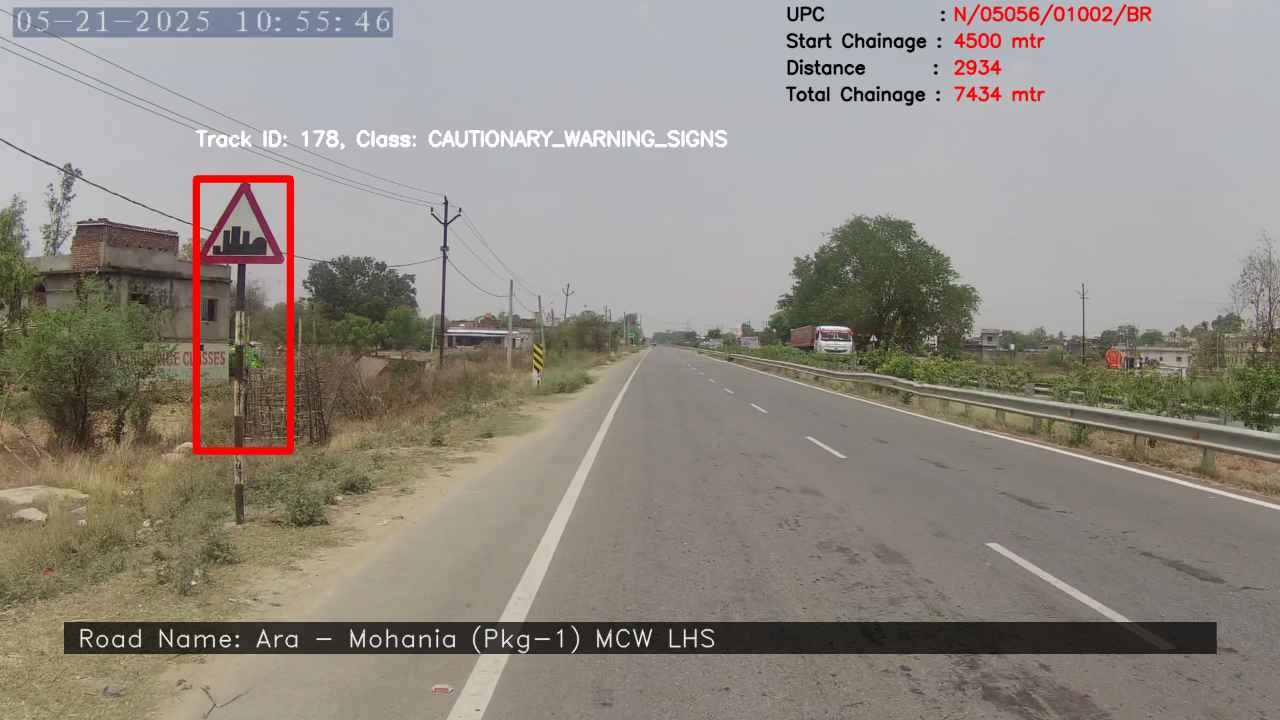 05-21-2025 10:55:46
UPC : N/05056/01002/BR
Start Chainage : 4500 mtr
Distance : 2934
Total Chainage : 7434 mtr
Track ID: 178, Class: CAUTIONARY_WARNING_SIGNS
CLASSES
Road Name: Ara - Mohania (Pkg-1) MCW LHS